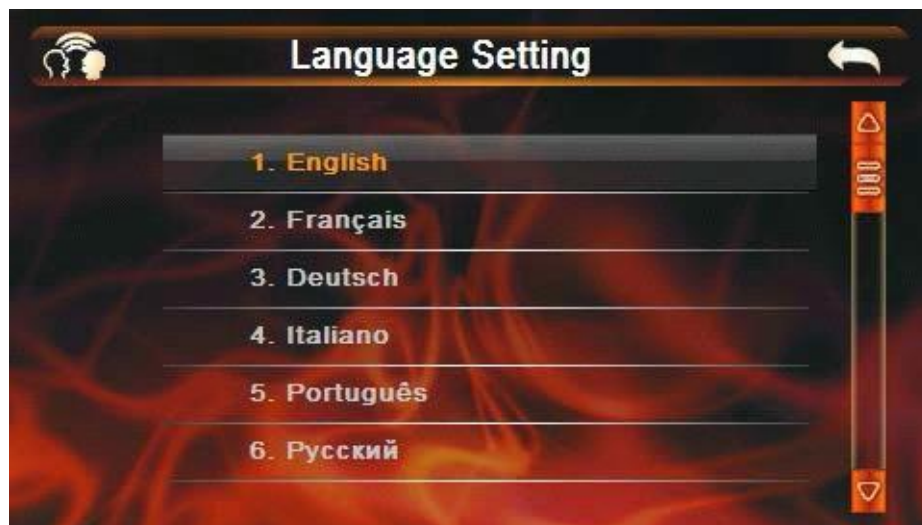 Language Setting
1. English
2. Français
3. Deutsch
4. Italiano
5. Português
6. Русский